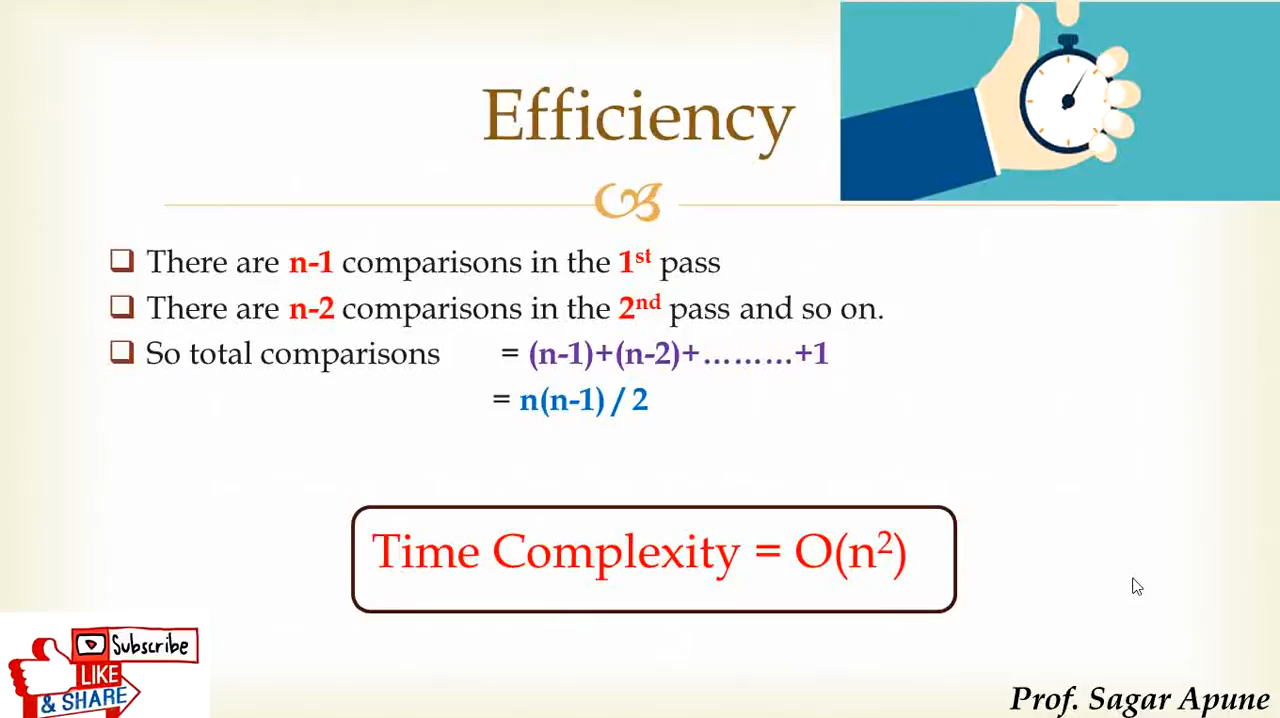 Efficiency
❑ There are n-1 comparisons in the 1st pass
❑ There are n-2 comparisons in the 2nd pass and so on.
❑ So total comparisons = (n-1)+(n-2)+………+1
= n(n-1) / 2
Time Complexity = O(n²)
Subscribe
LIKE
& SHARE
Prof. Sagar Apune